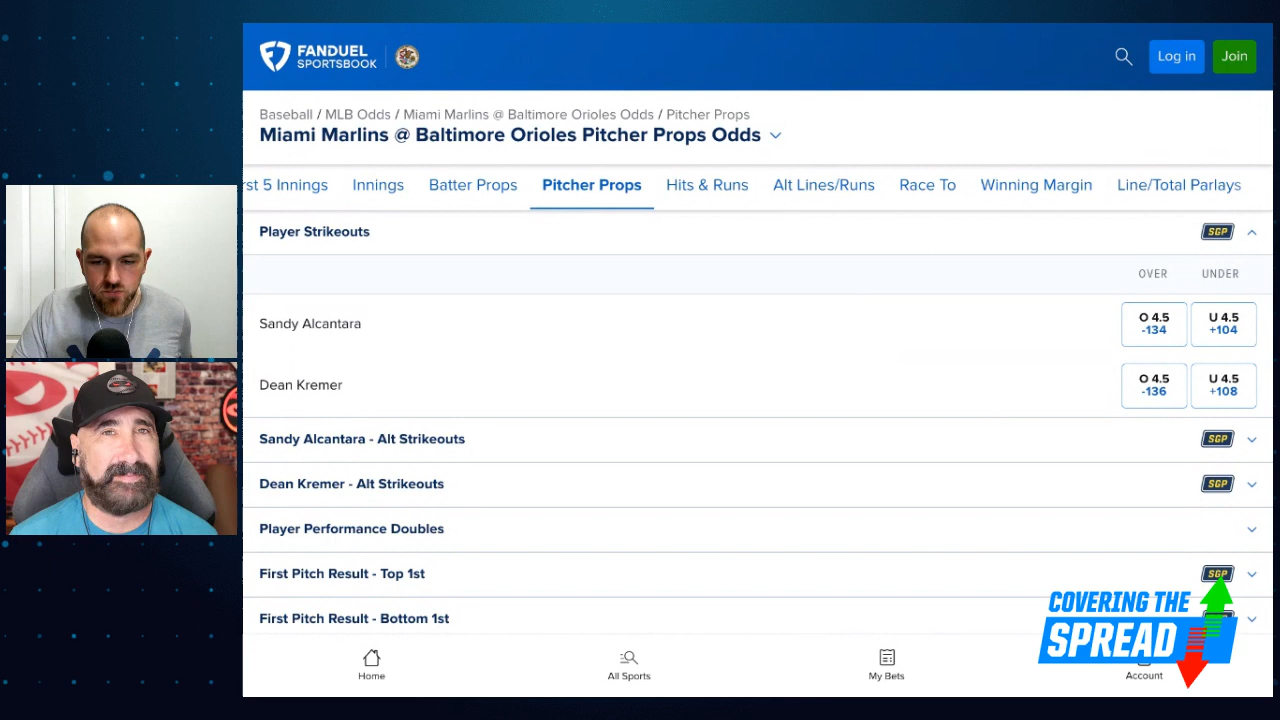 FANDUEL
SPORTSBOOK
Log in
Join
Baseball / MLB Odds / Miami Marlins @ Baltimore Orioles Odds / Pitcher Props
Miami Marlins @ Baltimore Orioles Pitcher Props Odds
rst 5 Innings Innings Batter Props Pitcher Props Hits & Runs Alt Lines/Runs Race To Winning Margin Line/Total Parlays
Player Strikeouts SGP
OVER UNDER
Sandy Alcantara
O 4.5 U 4.5
-134 +104
Dean Kremer
O 4.5 U 4.5
-136 +108
Sandy Alcantara - Alt Strikeouts SGP
Dean Kremer - Alt Strikeouts SGP
Player Performance Doubles
First Pitch Result - Top 1st SGP
First Pitch Result - Bottom 1st
COVERING THE
SPREAD
Home All Sports My Bets Account